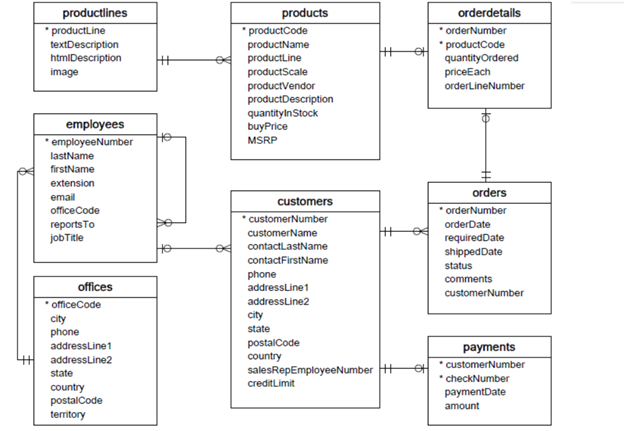 productlines
* productLine
textDescription
htmlDescription
image
products
* productCode
productName
productLine
productScale
productVendor
productDescription
quantityInStock
buyPrice
MSRP
orderdetails
* orderNumber
* productCode
quantityOrdered
priceEach
orderLineNumber
employees
* employeeNumber
lastName
firstName
extension
email
officeCode
reportsTo
jobTitle
customers
* customerNumber
customerName
contactLastName
contactFirstName
phone
addressLine1
addressLine2
city
state
postalCode
country
salesRepEmployeeNumber
creditLimit
orders
* orderNumber
orderDate
requiredDate
shippedDate
status
comments
customerNumber
offices
* officeCode
city
phone
addressLine1
addressLine2
state
country
postalCode
territory
payments
* customerNumber
* checkNumber
paymentDate
amount